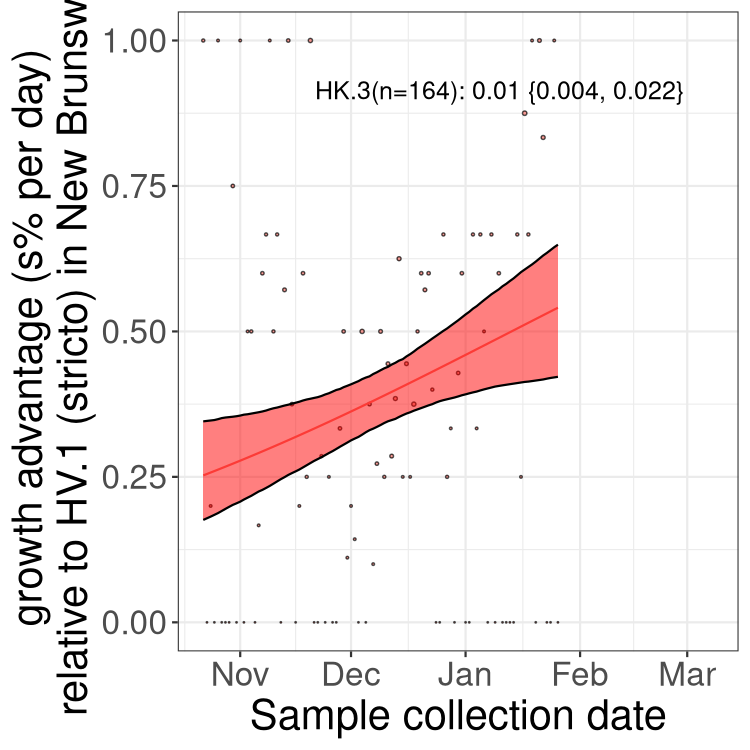 growth advantage (s% per day)
relative to HV.1 (stricto) in New Brunsw
1.00
0.75
0.50
0.25
0.00
HK.3(n=164): 0.01 {0.004, 0.022}
Nov Dec Jan Feb Mar
Sample collection date